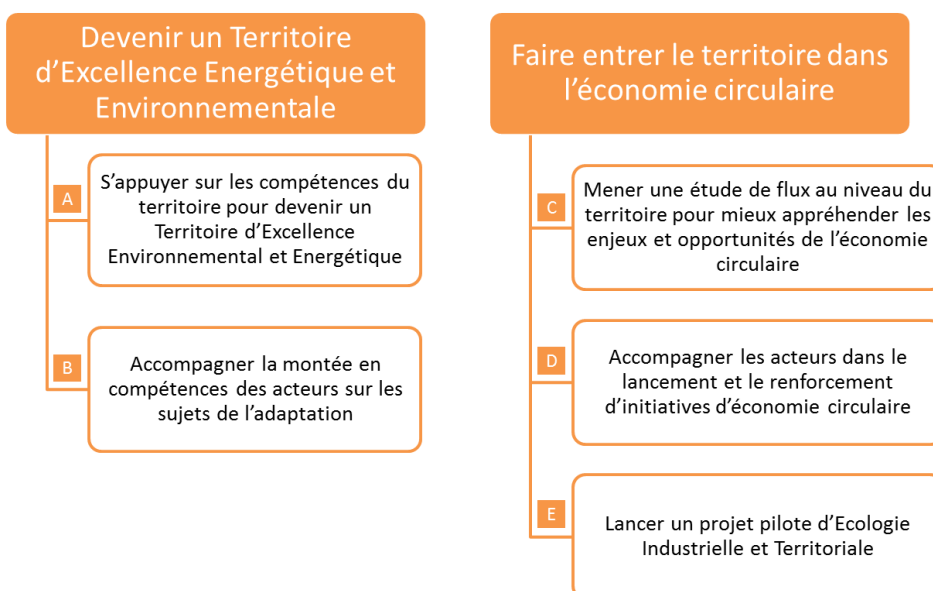 Devenir un Territoire
d’Excellence Energétique et
Environnementale
A
S’appuyer sur les compétences du
territoire pour devenir un
Territoire d’Excellence
Environnemental et Energétique
B
Accompagner la montée en
compétences des acteurs sur les
sujets de l’adaptation
Faire entrer le territoire dans
l’économie circulaire
C
Mener une étude de flux au niveau du
territoire pour mieux appréhender les
enjeux et opportunités de l’économie
circulaire
D
Accompagner les acteurs dans le
lancement et le renforcement
d’initiatives d’économie circulaire
E
Lancer un projet pilote d’Ecologie
Industrielle et Territoriale